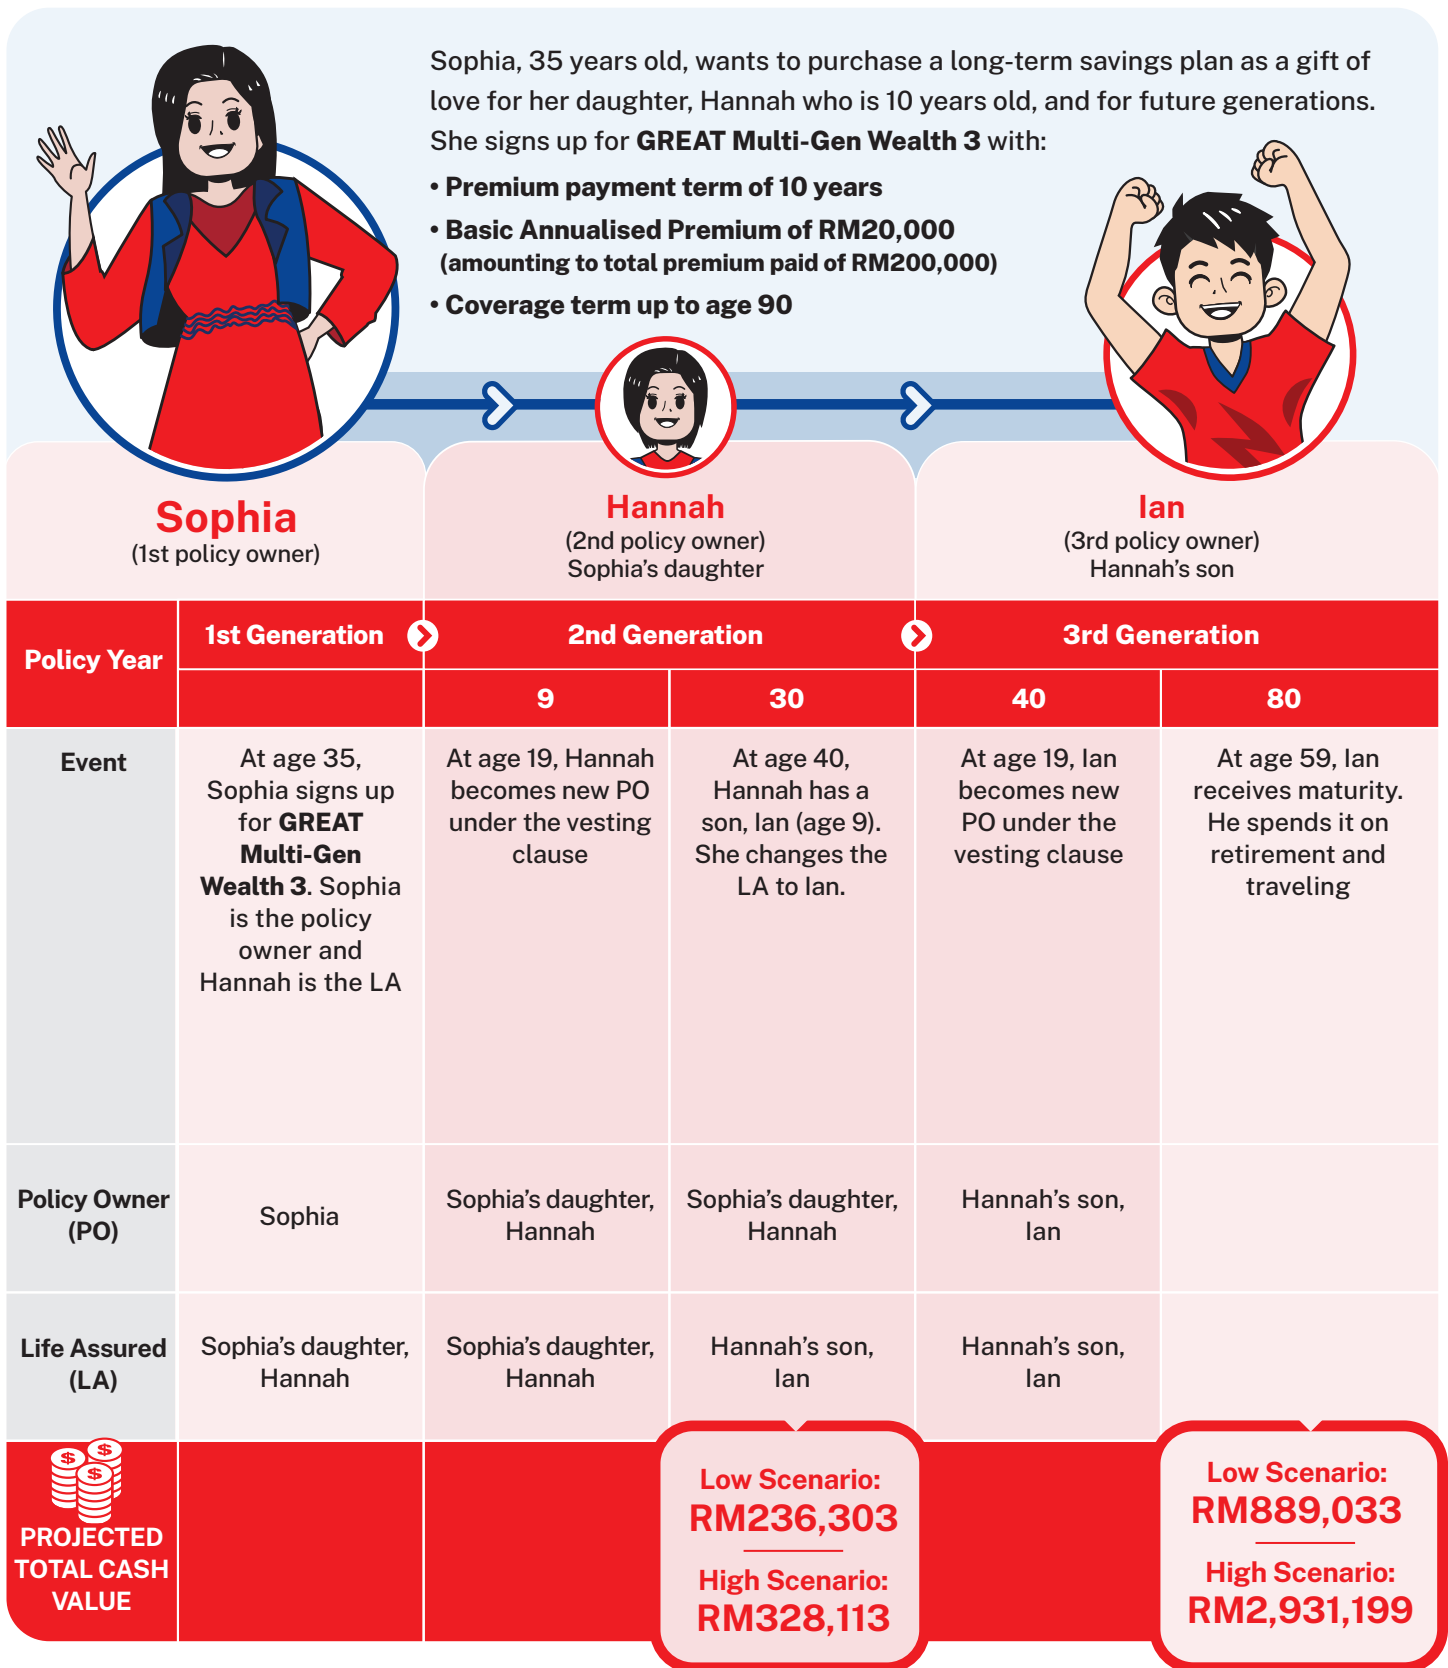 Sophia, 35 years old, wants to purchase a long-term savings plan as a gift of
love for her daughter, Hannah who is 10 years old, and for future generations.
She signs up for GREAT Multi-Gen Wealth 3 with:
• Premium payment term of 10 years
• Basic Annualised Premium of RM20,000
(amounting to total premium paid of RM200,000)
• Coverage term up to age 90
Sophia
(1st policy owner)
Hannah
(2nd policy owner)
Sophia's daughter
Ian
(3rd policy owner)
Hannah's son
Policy Year
1st Generation
2nd Generation
3rd Generation
9
30
40
80
Event
At age 35,
Sophia signs up
for GREAT
Multi-Gen
Wealth 3. Sophia
is the policy
owner and
Hannah is the LA
At age 19, Hannah
becomes new PO
under the vesting
clause
At age 40,
Hannah has a
son, Ian (age 9).
She changes the
LA to Ian.
At age 19, Ian
becomes new
PO under the
vesting clause
At age 59, Ian
receives maturity.
He spends it on
retirement and
traveling
Policy Owner
(PO)
Sophia
Sophia's daughter,
Hannah
Sophia's daughter,
Hannah
Hannah's son,
Ian
Life Assured
(LA)
Sophia's daughter,
Hannah
Sophia's daughter,
Hannah
Hannah's son,
Ian
Hannah's son,
Ian
$
$
$
PROJECTED
TOTAL CASH
VALUE
Low Scenario:
RM236,303
High Scenario:
RM328,113
Low Scenario:
RM889,033
High Scenario:
RM2,931,199